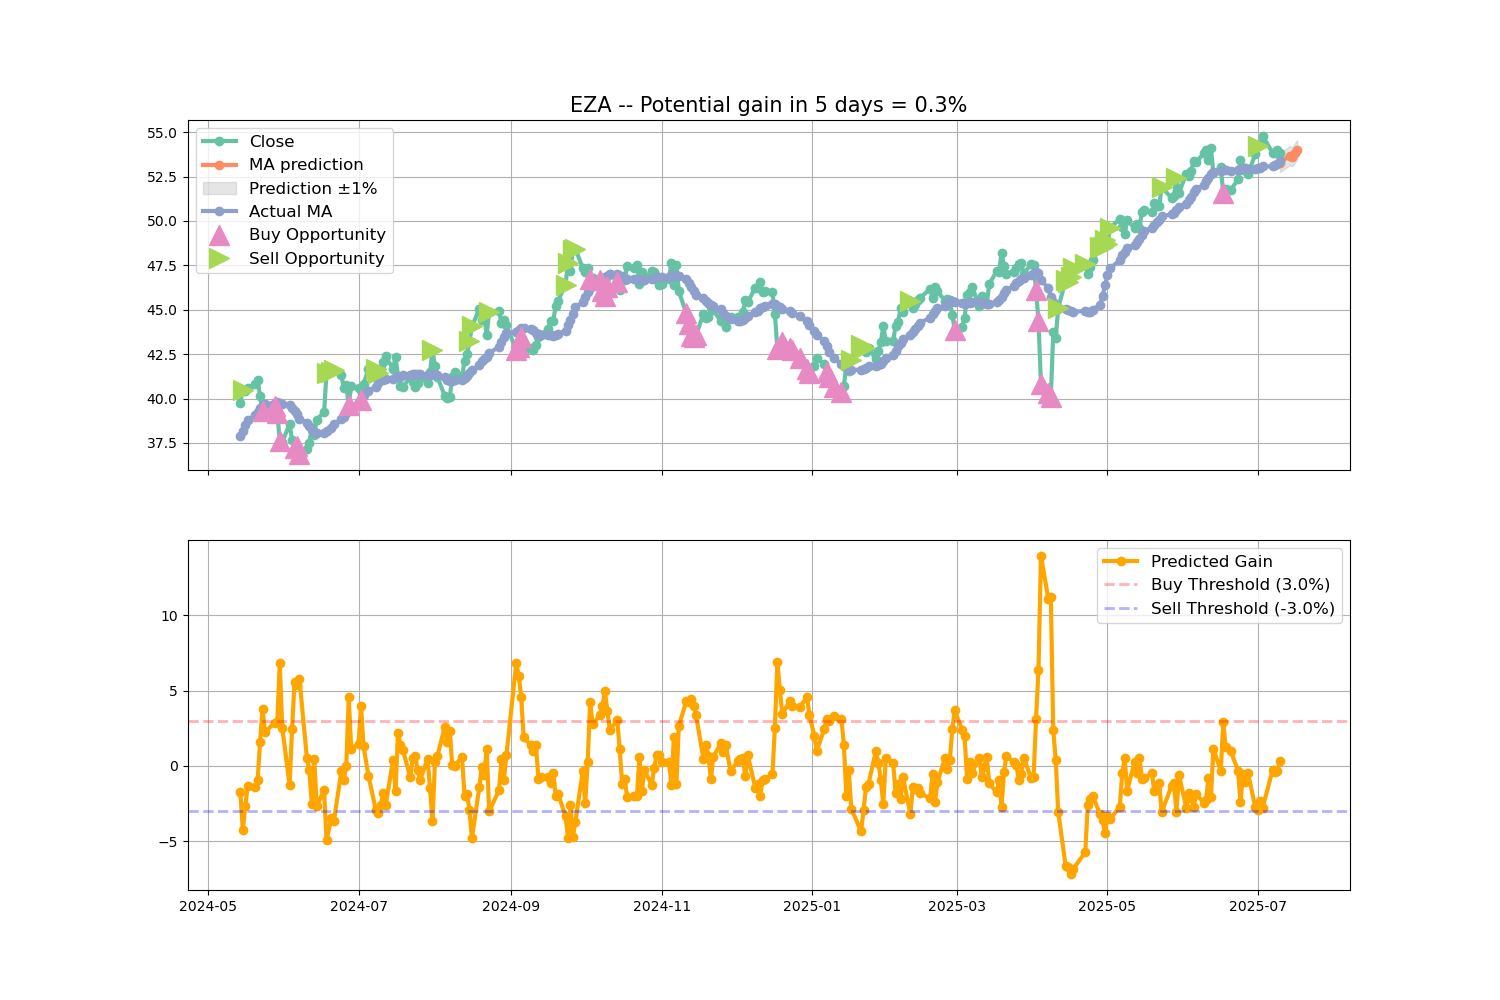 EZA -- Potential gain in 5 days = 0.3%
55.0
52.5
50.0
47.5
45.0
42.5
40.0
37.5
Close
MA prediction
Prediction ±1%
Actual MA
Buy Opportunity
Sell Opportunity
10
5
0
−5
Predicted Gain
Buy Threshold (3.0%)
Sell Threshold (-3.0%)
2024-05
2024-07
2024-09
2024-11
2025-01
2025-03
2025-05
2025-07